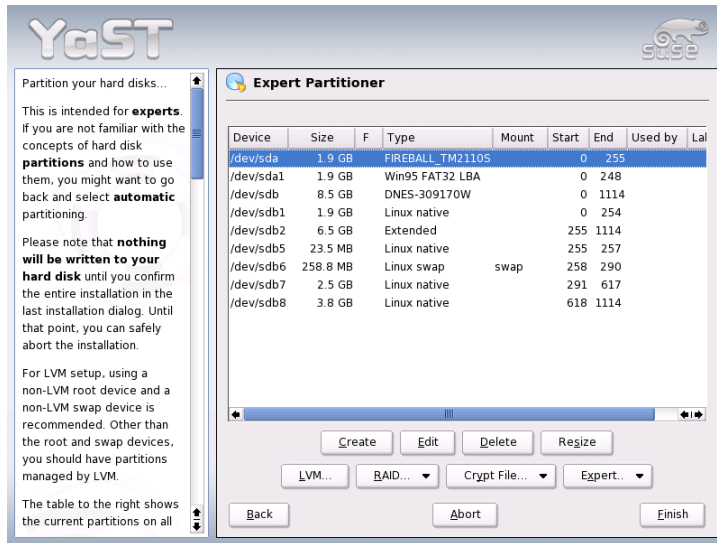 YaST
SUSE
Partition your hard disks...
This is intended for experts.
If you are not familiar with the
concepts of hard disk
partitions and how to use
them, you might want to go
back and select automatic
partitioning.
Please note that nothing
will be written to your
hard disk until you confirm
the entire installation in the
last installation dialog. Until
that point, you can safely
abort the installation.
For LVM setup, using a
non-LVM root device and a
non-LVM swap device is
recommended. Other than
the root and swap devices,
you should have partitions
managed by LVM.
The table to the right shows
the current partitions on all
Expert Partitioner
Device Size F Type Mount Start End Used by Lal
/dev/sda 1.9 GB FIREBALL_TM2110S 0 255
/dev/sda1 1.9 GB Win95 FAT32 LBA 0 248
/dev/sdb 8.5 GB DNES-309170W 0 1114
/dev/sdb1 1.9 GB Linux native 0 254
/dev/sdb2 6.5 GB Extended 255 1114
/dev/sdb5 23.5 MB Linux native 255 257
/dev/sdb6 258.8 MB Linux swap swap 258 290
/dev/sdb7 2.5 GB Linux native 291 617
/dev/sdb8 3.8 GB Linux native 618 1114
Create Edit Delete Resize
LVM... RAID... Crypt File... Expert..
Back Abort Finish